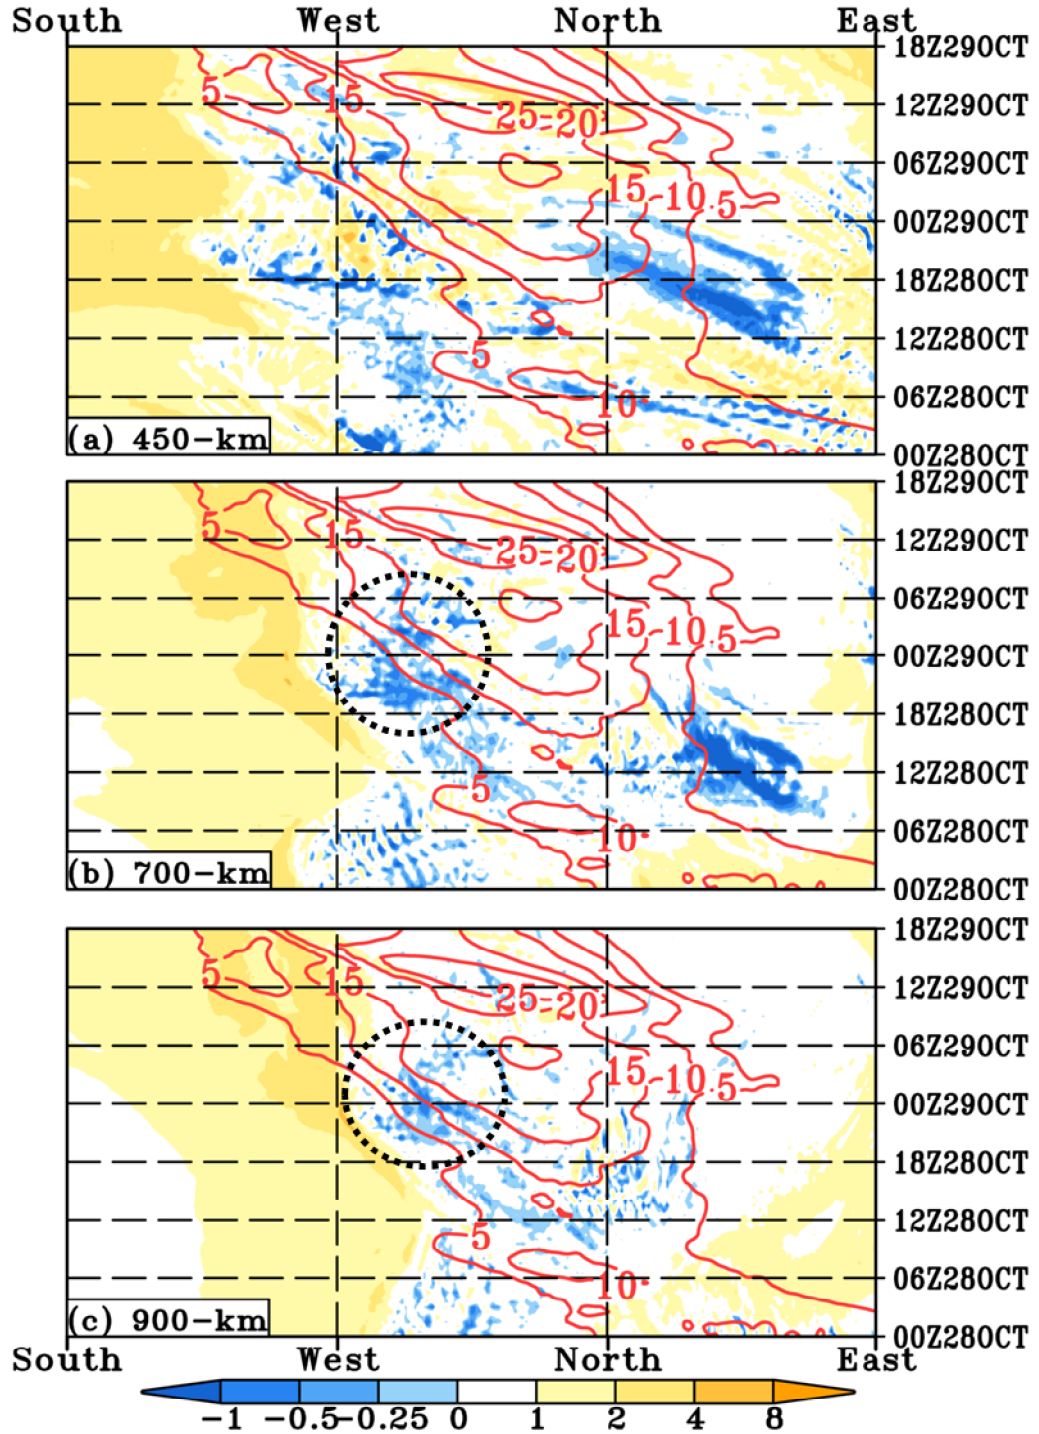 South West North East
18Z29OCT
5 15 25 20 12Z29OCT
06Z29OCT
15 10 5
00Z29OCT
18Z28OCT
12Z28OCT
5
06Z28OCT
10
(a) 450-km
00Z28OCT
18Z29OCT
5 15 25 20 12Z29OCT
06Z29OCT
15 10 5
00Z29OCT
18Z28OCT
12Z28OCT
5
06Z28OCT
10
(b) 700-km
00Z28OCT
18Z29OCT
5 15 25 20 12Z29OCT
06Z29OCT
15 10 5
00Z29OCT
18Z28OCT
12Z28OCT
5
06Z28OCT
10
(c) 900-km
00Z28OCT
South West North East
-1 -0.5 -0.25 0 1 2 4 8